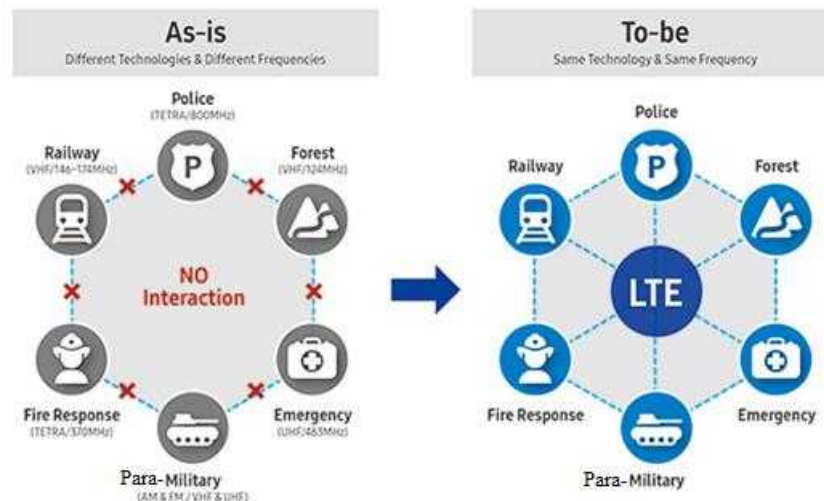 As-is
Different Technologies & Different Frequencies
Police
(TETRA/800MHz)
P
Railway
(VHF/146~174MHz)
Forest
(VHF/124MHz)
NO
Interaction
Fire Response
(TETRA/370MHz)
Emergency
(UHF/463MHz)
Para-Military
(AM & FM / VHF & UHF)
To-be
Same Technology & Same Frequency
Police
P
Railway
Forest
LTE
Fire Response
Emergency
Para-Military